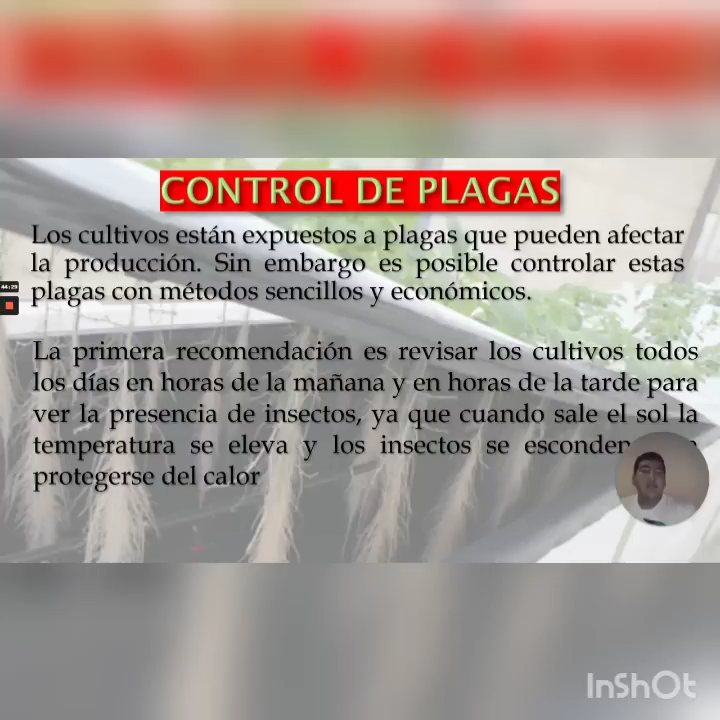 CONTROL DE PLAGAS
Los cultivos están expuestos a plagas que pueden afectar
la producción. Sin embargo es posible controlar estas
44:29
plagas con métodos sencillos y económicos.
La primera recomendación es revisar los cultivos todos
los días en horas de la mañana y en horas de la tarde para
ver la presencia de insectos, ya que cuando sale el sol la
temperatura se eleva y los insectos se esconden
protegerse del calor
InShOt